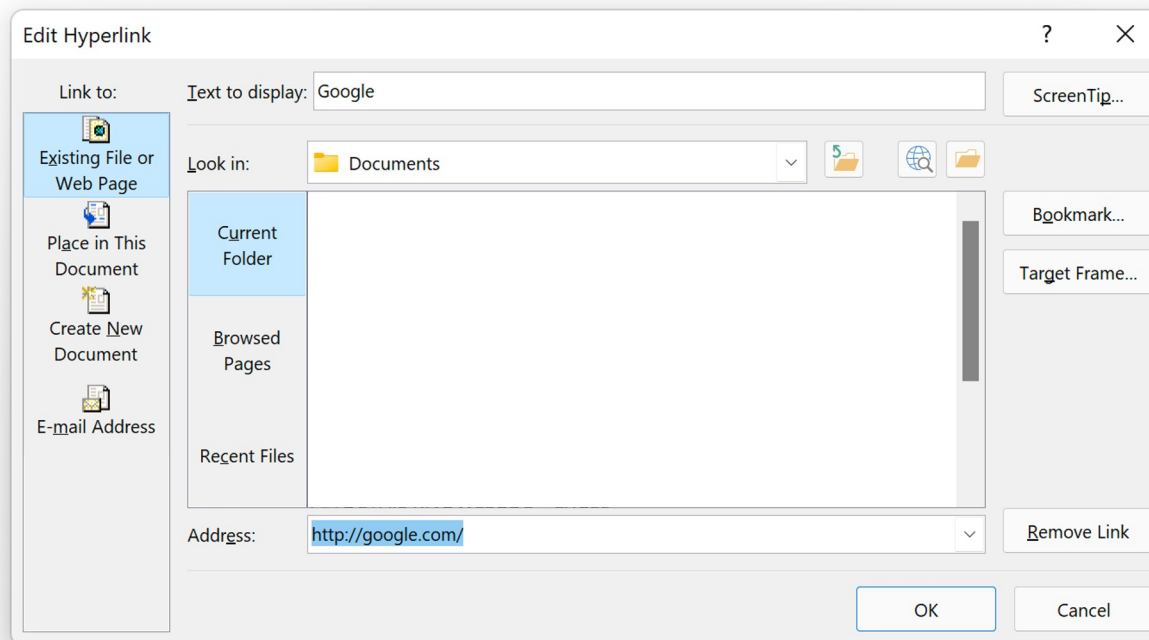 Edit Hyperlink
?
Link to:
Text to display:
Google
ScreenTip...
Existing File or
Web Page
Look in:
Documents
Place in This
Document
Current
Folder
Bookmark...
Target Frame...
Create New
Document
Browsed
Pages
E-mail Address
Recent Files
Address:
http://google.com/
Remove Link
OK
Cancel